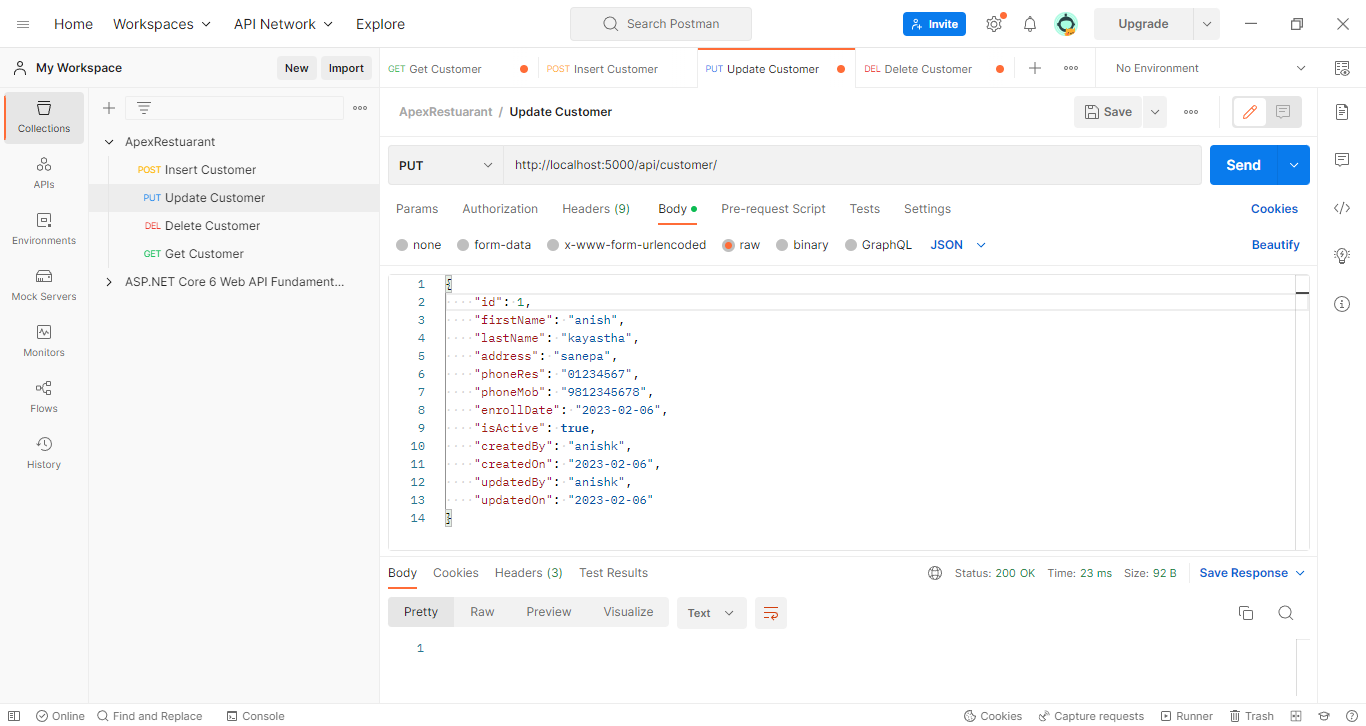 Home Workspaces API Network Explore Search Postman Invite Upgrade
My Workspace New Import GET Get Customer POST Insert Customer PUT Update Customer DEL Delete Customer No Environment
Collections
APIs
Environments
Mock Servers
Monitors
Flows
History
ApexRestuarant
POST Insert Customer
PUT Update Customer
DEL Delete Customer
GET Get Customer
ASP.NET Core 6 Web API Fundament...
ApexRestuarant / Update Customer Save
PUT http://localhost:5000/api/customer/ Send
Params Authorization Headers (9) Body Pre-request Script Tests Settings Cookies
none form-data x-www-form-urlencoded raw binary GraphQL JSON Beautify
1 {
2 "id": 1,
3 "firstName": "anish",
4 "lastName": "kayastha",
5 "address": "sanepa",
6 "phoneRes": "01234567",
7 "phoneMob": "9812345678",
8 "enrollDate": "2023-02-06",
9 "isActive": true,
10 "createdBy": "anishk",
11 "createdOn": "2023-02-06",
12 "updatedBy": "anishk",
13 "updatedOn": "2023-02-06"
14 }
Body Cookies Headers (3) Test Results Status: 200 OK Time: 23 ms Size: 92 B Save Response
Pretty Raw Preview Visualize Text
1
Online Find and Replace Console Cookies Capture requests Runner Trash